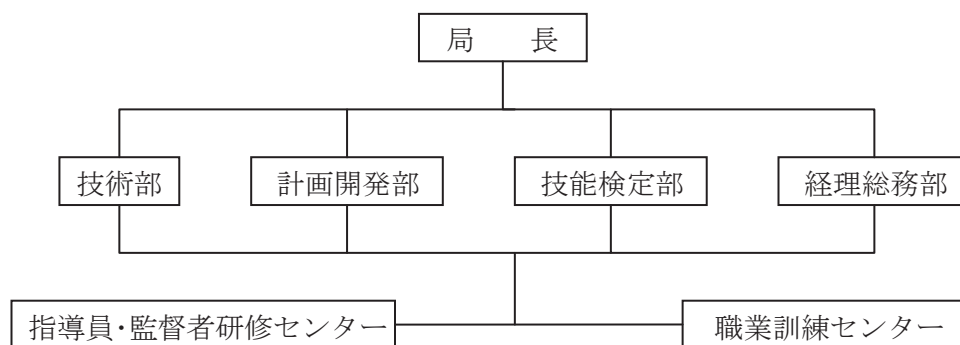 局　長
技術部
計画開発部
技能検定部
経理総務部
指導員・監督者研修センター
職業訓練センター